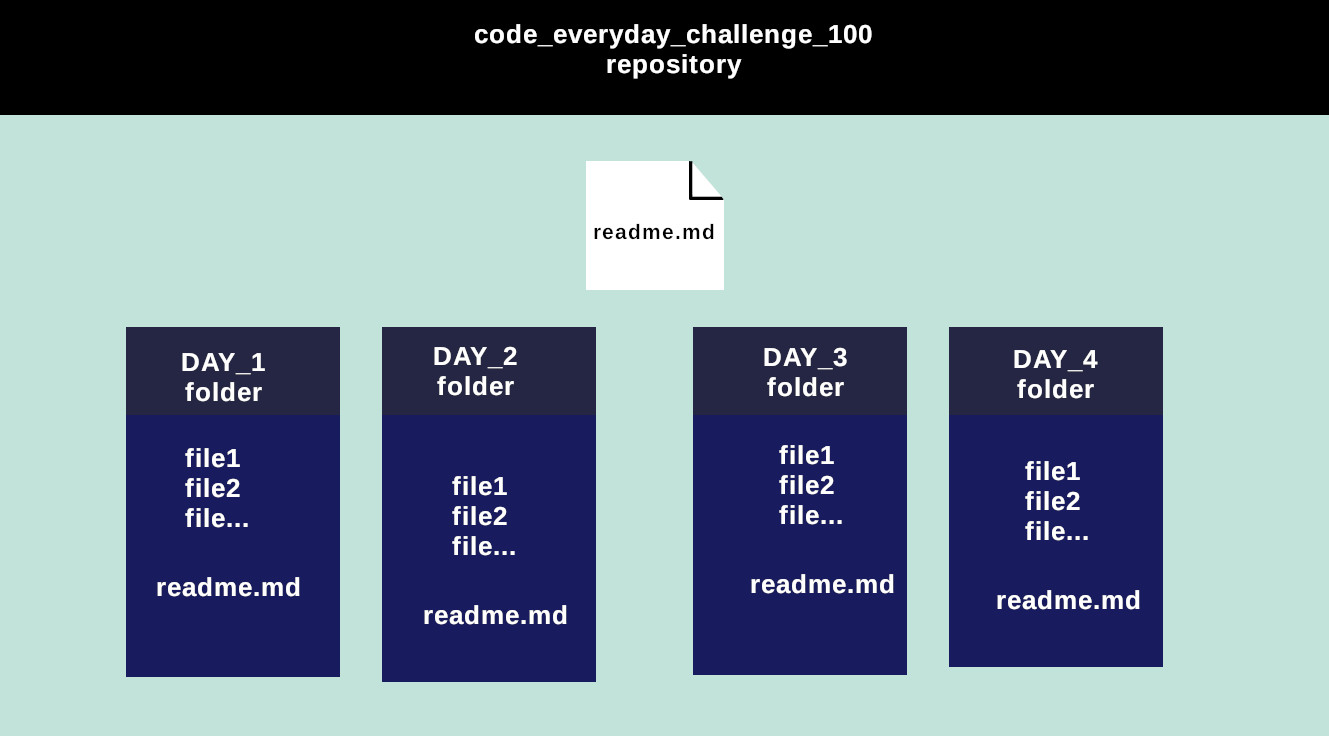 code_everyday_challenge_100
repository
readme.md
DAY_1
folder
file1
file2
file...
readme.md
DAY_2
folder
file1
file2
file...
readme.md
DAY_3
folder
file1
file2
file...
readme.md
DAY_4
folder
file1
file2
file...
readme.md